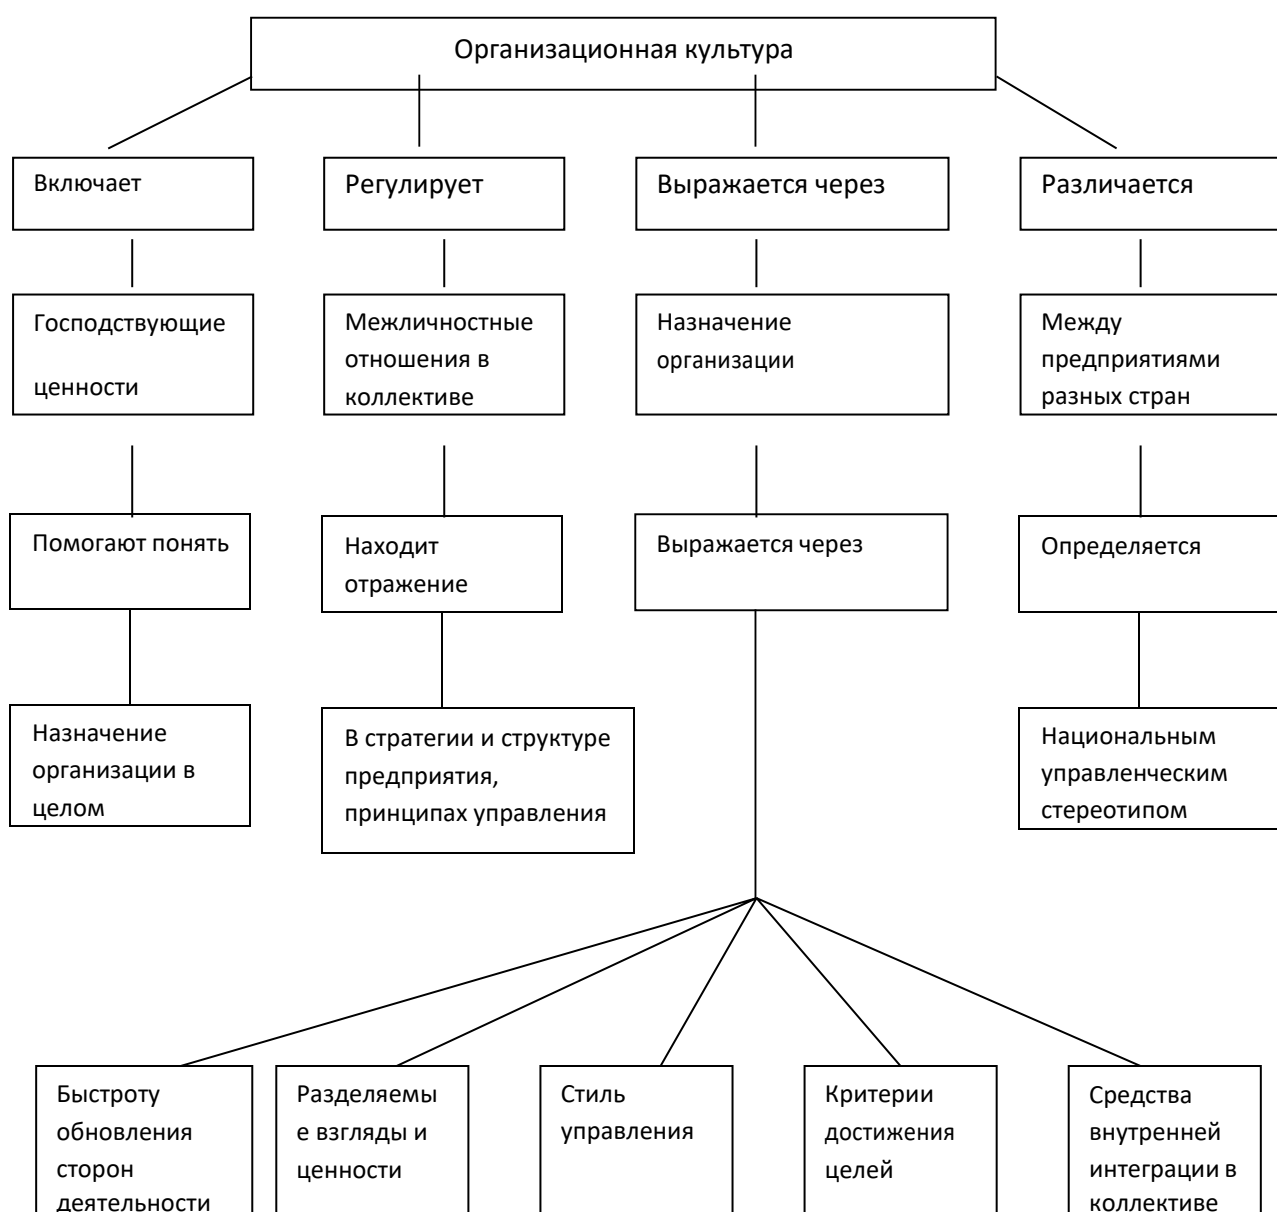 Организационная культура
Включает
Регулирует
Выражается через
Различается
Господствующие
ценности
Межличностные
отношения в
коллективе
Назначение
организации
Между
предприятиями
разных стран
Помогают понять
Находит
отражение
Выражается через
Определяется
Назначение
организации в
целом
В стратегии и структуре
предприятия,
принципах управления
Национальным
управленческим
стереотипом
Быстроту
обновления
сторон
деятельности
Разделяемы
е взгляды и
ценности
Стиль
управления
Критерии
достижения
целей
Средства
внутренней
интеграции в
коллективе